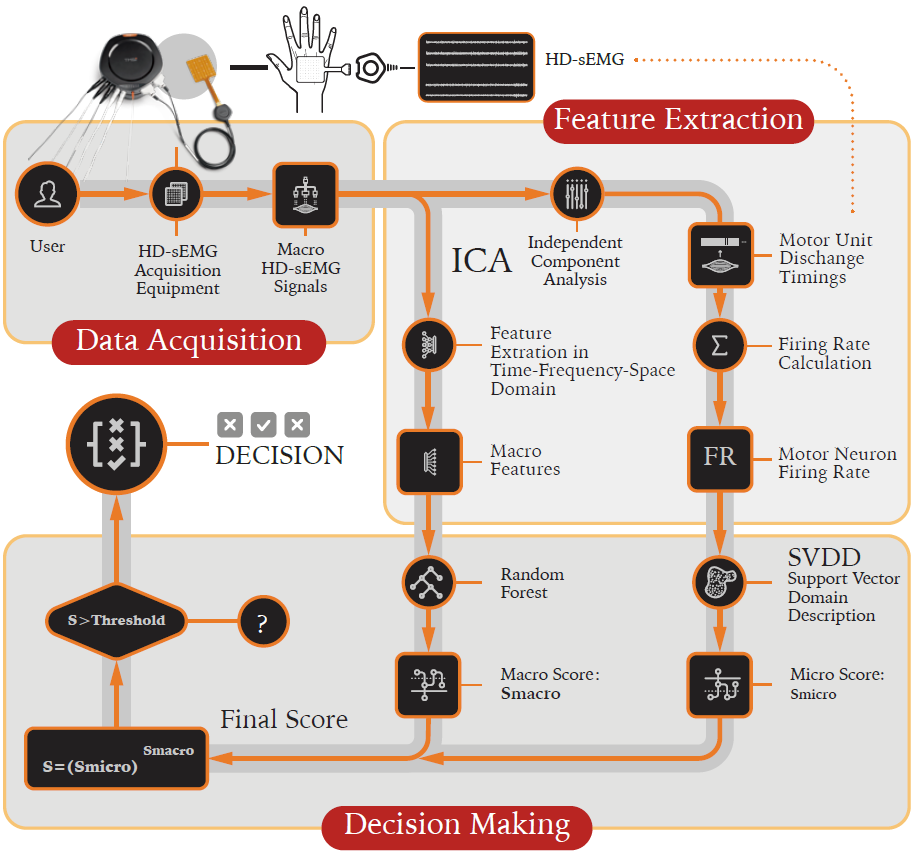 HD-sEMG
Feature Extraction
User
HD-sEMG
Acquisition
Equipment
Macro
HD-sEMG
Signals
Data Acquisition
ICA
Independent
Component
Analysis
Motor Unit
Dischange
Timings
Feature
Extration in
Time-Frequency-Space
Domain
Σ
Firing Rate
Calculation
Macro
Features
FR
Motor Neuron
Firing Rate
DECISION
Random
Forest
SVDD
Support Vector
Domain
Description
S>Threshold
?
Macro Score:
Smacro
Micro Score:
Smicro
Final Score
S=(Smicro) Smacro
Decision Making